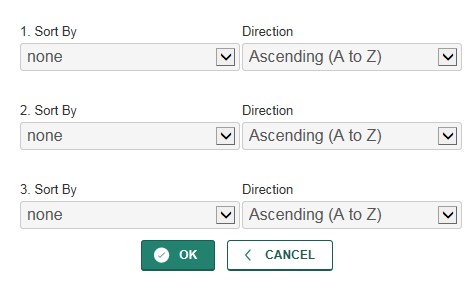 1. Sort By Direction
none Ascending (A to Z)
2. Sort By Direction
none Ascending (A to Z)
3. Sort By Direction
none Ascending (A to Z)
OK CANCEL